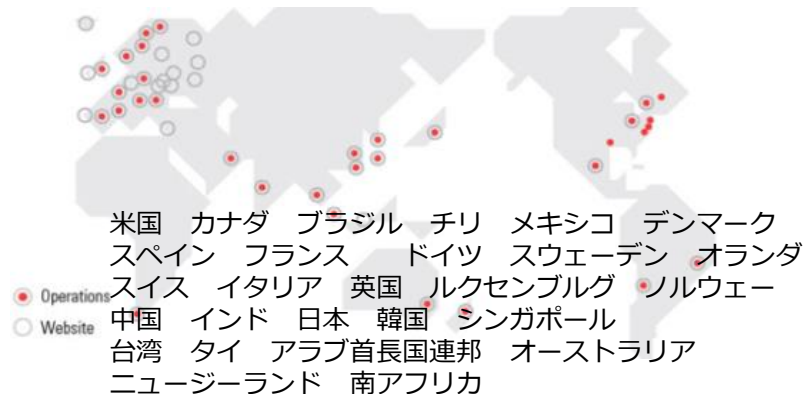 米国　カナダ　ブラジル　チリ　メキシコ　デンマーク
スペイン　フランス　　ドイツ　スウェーデン　オランダ
スイス　イタリア　英国　ルクセンブルグ　ノルウェー
中国　インド　日本　韓国　シンガポール
台湾　タイ　アラブ首長国連邦　オーストラリア
ニュージーランド　南アフリカ
Operations
Website